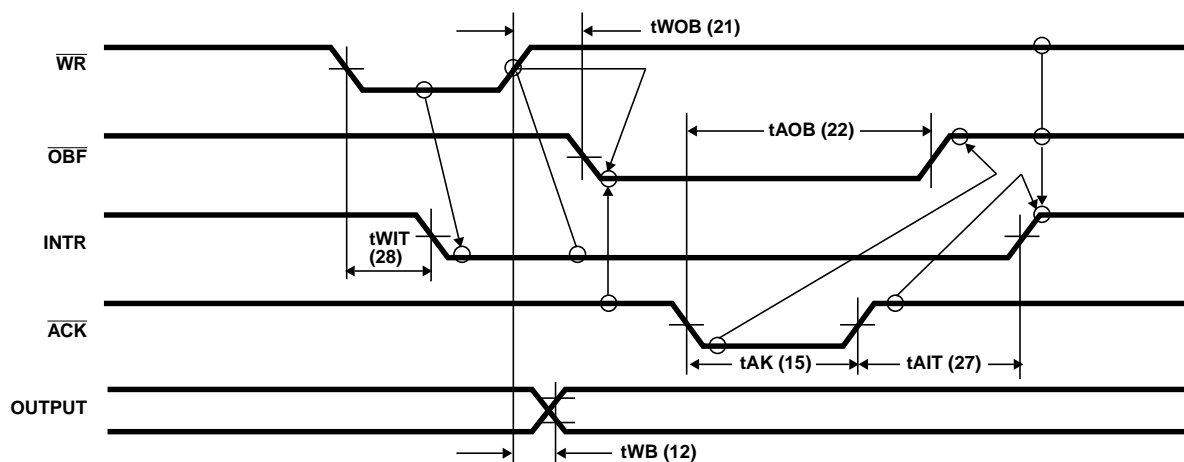 tWOB (21)
WR
tAOB (22)
OBF
INTR
tWIT
(28)
ACK
tAK (15)
tAIT (27)
OUTPUT
tWB (12)